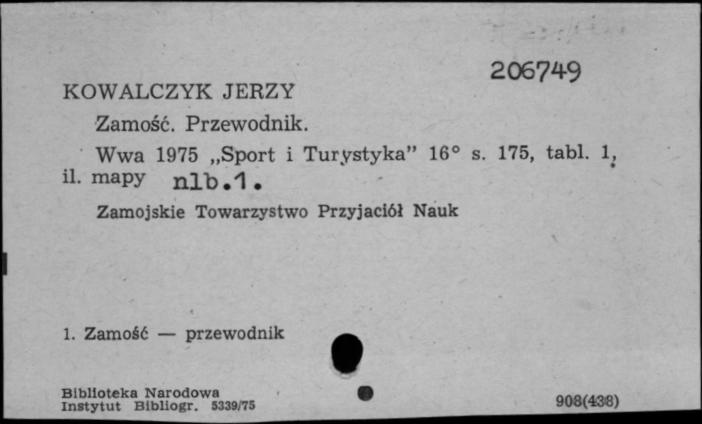 206749
KOWALCZYK JERZY
Zamość. Przewodnik.
Wwa 1975 „Sport i Turystyka” 16° s. 175, tabl. 1,
il. mapy nlb.1.
Zamojskie Towarzystwo Przyjaciół Nauk
1. Zamość — przewodnik
Biblioteka Narodowa
Instytut Bibliogr. 5339/75
908(438)